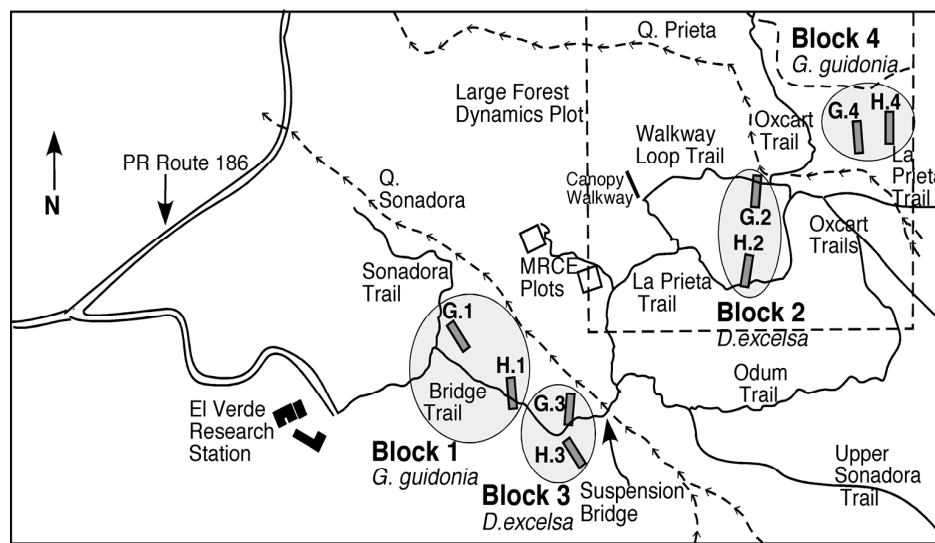 Q. Prieta
Block 4
G. guidonia
Large Forest
Dynamics Plot
G.4
H.4
Oxcart
Trail
Walkway
Loop Trail
La
Prieta
Trail
PR Route 186
N
Q.
Sonadora
Canopy
Walkway
G.2
Oxcart
Trails
H.2
Sonadora
Trail
MRCE
Plots
La Prieta
Trail
Block 2
D.excelsa
G.1
H.1
Bridge
Trail
G.3
Odum
Trail
El Verde
Research
Station
Block 1
G. guidonia
H.3
Block 3
D.excelsa
Suspension
Bridge
Upper
Sonadora
Trail